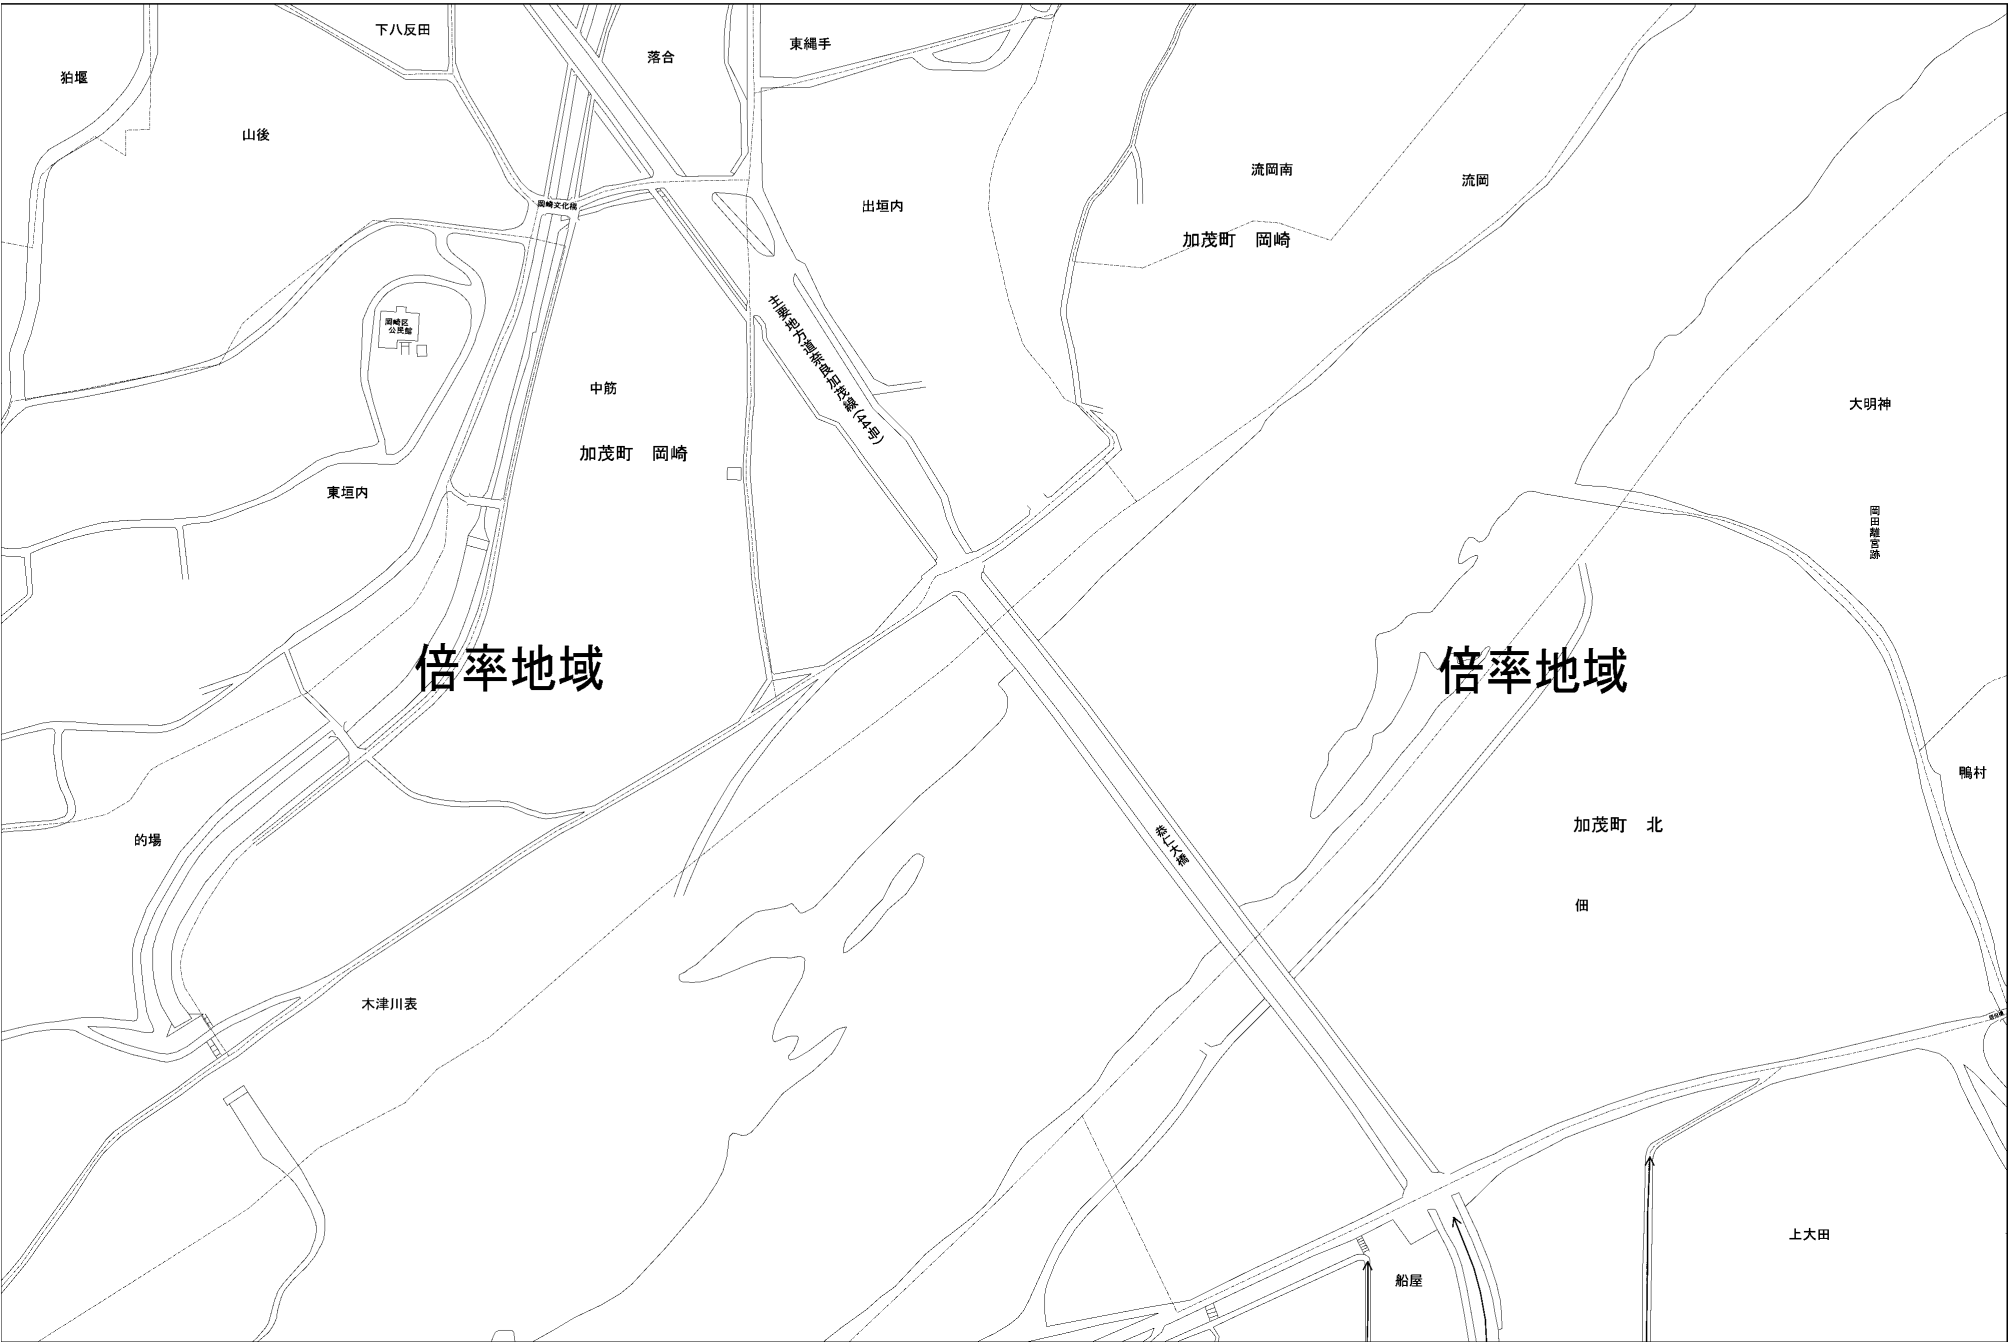 下八反田
東縄手
落合
狛堰
山後
流岡南
流岡
岡崎文化橋
出垣内
加茂町　岡崎
岡崎区
公民館
主要地方道奈良加茂線(44号)
中筋
大明神
加茂町　岡崎
東垣内
岡田離宮跡
倍率地域
倍率地域
鴨村
加茂町　北
的場
恭仁大橋
佃
木津川表
上大田
船屋